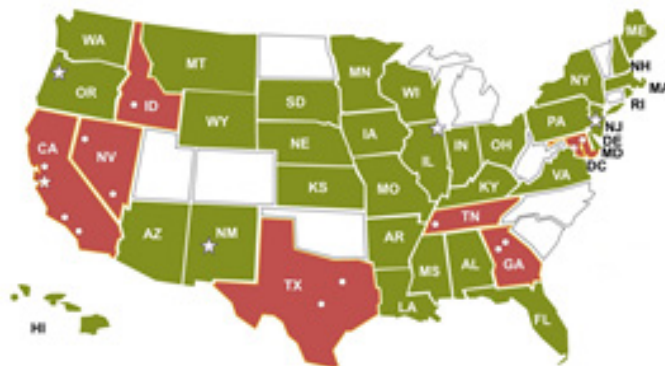 WA
ME
MT
NH
OR
ID
MN
WI
NY
MA
SD
RI
WY
PA
IA
NJ
NE
DE
CA
NV
IL
IN
OH
MD
DC
KS
MO
KY
VA
TN
AZ
NM
AR
MS
AL
GA
TX
LA
FL
HI